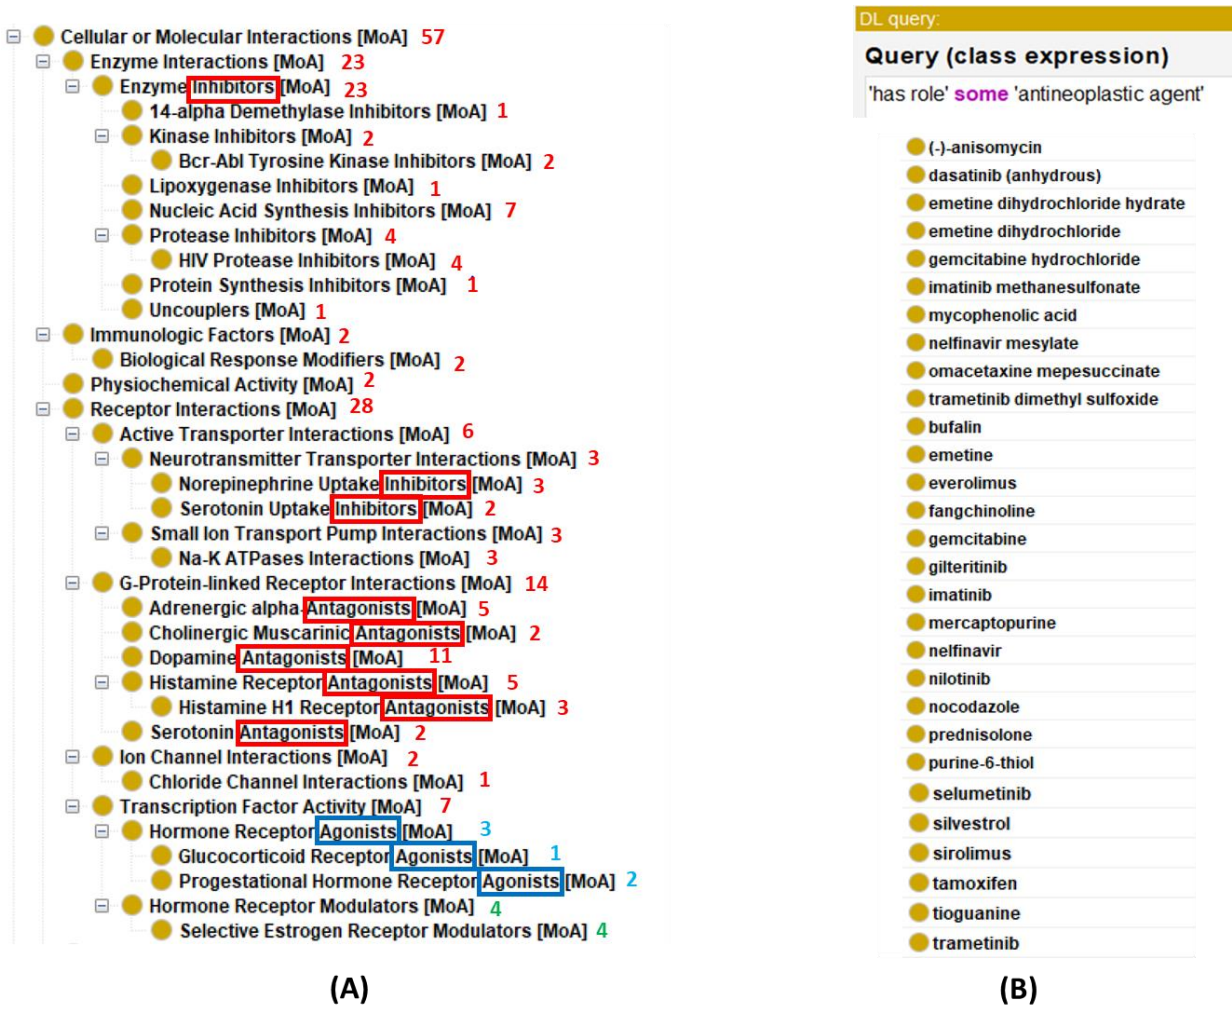 Cellular or Molecular Interactions [MoA] 57
Enzyme Interactions [MoA] 23
Enzyme Inhibitors [MoA] 23
14-alpha Demethylase Inhibitors [MoA] 1
Kinase Inhibitors [MoA] 2
Bcr-Abl Tyrosine Kinase Inhibitors [MoA] 2
Lipoxygenase Inhibitors [MoA] 1
Nucleic Acid Synthesis Inhibitors [MoA] 7
Protease Inhibitors [MoA] 4
HIV Protease Inhibitors [MoA] 4
Protein Synthesis Inhibitors [MoA] 1
Uncouplers [MoA] 1
Immunologic Factors [MoA] 2
Biological Response Modifiers [MoA] 2
Physiochemical Activity [MoA] 2
Receptor Interactions [MoA] 28
Active Transporter Interactions [MoA] 6
Neurotransmitter Transporter Interactions [MoA] 3
Norepinephrine Uptake Inhibitors [MoA] 3
Serotonin Uptake Inhibitors [MoA] 2
Small Ion Transport Pump Interactions [MoA] 3
Na-K ATPases Interactions [MoA] 3
G-Protein-linked Receptor Interactions [MoA] 14
Adrenergic alpha-Antagonists [MoA] 5
Cholinergic Muscarinic Antagonists [MoA] 2
Dopamine Antagonists [MoA] 11
Histamine Receptor Antagonists [MoA] 5
Histamine H1 Receptor Antagonists [MoA] 3
Serotonin Antagonists [MoA] 2
Ion Channel Interactions [MoA] 2
Chloride Channel Interactions [MoA] 1
Transcription Factor Activity [MoA] 7
Hormone Receptor Agonists [MoA] 3
Glucocorticoid Receptor Agonists [MoA] 1
Progestational Hormone Receptor Agonists [MoA] 2
Hormone Receptor Modulators [MoA] 4
Selective Estrogen Receptor Modulators [MoA] 4
(A)
DL query:
Query (class expression)
'has role' some 'antineoplastic agent'
(-)-anisomycin
dasatinib (anhydrous)
emetine dihydrochloride hydrate
emetine dihydrochloride
gemcitabine hydrochloride
imatinib methanesulfonate
mycophenolic acid
nelfinavir mesylate
omacetaxine mepesuccinate
trametinib dimethyl sulfoxide
bufalin
emetine
everolimus
fangchinoline
gemcitabine
gilteritinib
imatinib
mercaptopurine
nelfinavir
nilotinib
nocodazole
prednisolone
purine-6-thiol
selumetinib
silvestrol
sirolimus
tamoxifen
tioguanine
trametinib
(B)